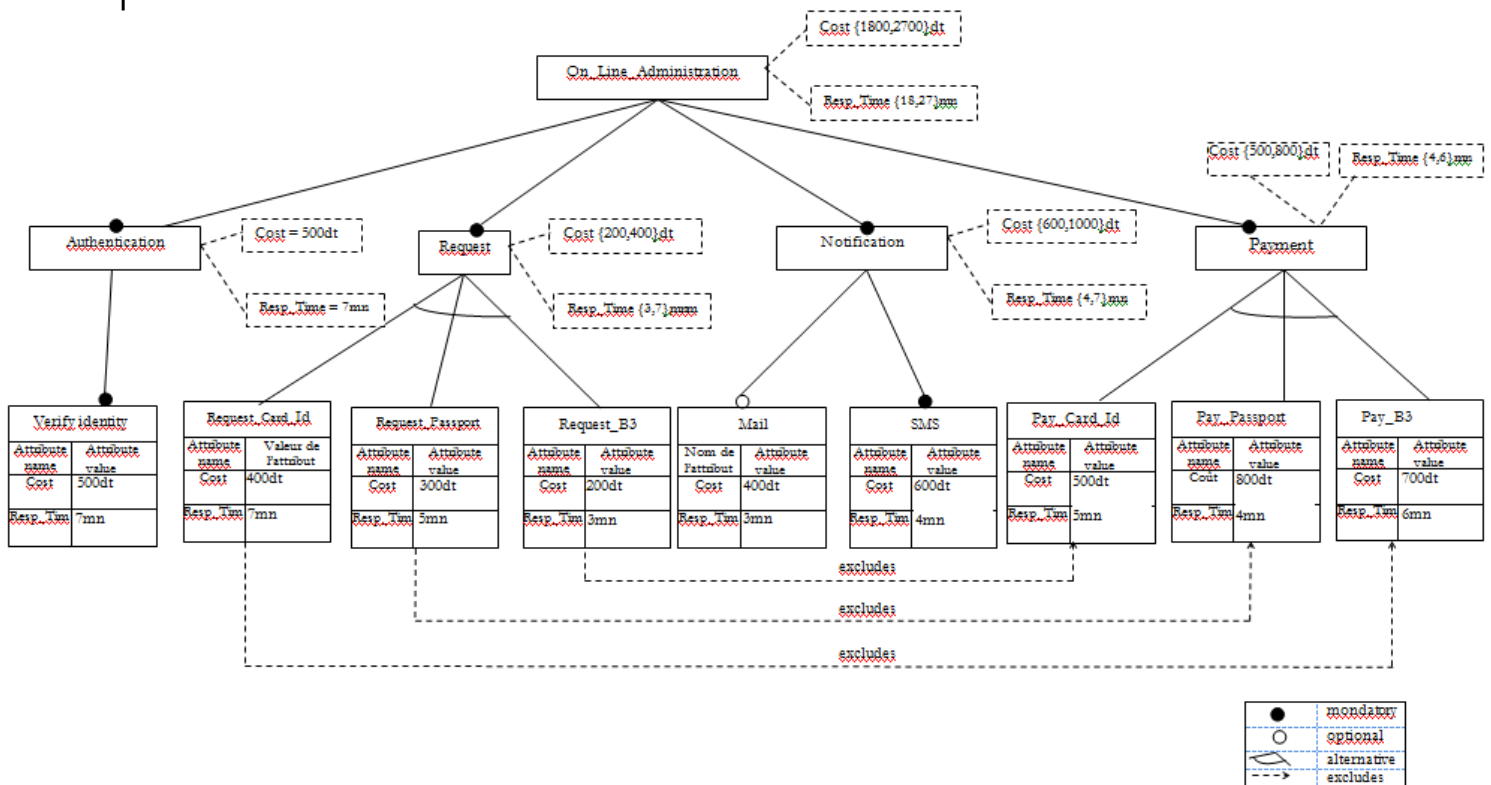 Cost {1800,2700}dt
On_Line_Administration
Resp_Time {18,27}mn
Cost {500,800}dt
Resp_Time {4,6}mn
Authentication
Cost = 500dt
Resp_Time = 7mn
Request
Cost {200,400}dt
Resp_Time {3,7}mnm
Notification
Cost {600,1000}dt
Resp_Time {4,7}mn
Payment
Verify identity
Attribute name
Attribute value
Cost
500dt
Resp_Tim
7mn
Request_Card_Id
Attribute name
Valeur de l'attribut
Cost
400dt
Resp_Tim
7mn
Request_Passport
Attribute name
Attribute value
Cost
300dt
Resp_Tim
5mn
Request_B3
Attribute name
Attribute value
Cost
200dt
Resp_Tim
3mn
Mail
Nom de l'attribut
Attribute value
Cost
400dt
Resp_Tim
3mn
SMS
Attribute name
Attribute value
Cost
600dt
Resp_Tim
4mn
Pay_Card_Id
Attribute name
Attribute value
Cost
500dt
Resp_Tim
5mn
Pay_Passport
Attribute name
Attribute value
Coût
800dt
Resp_Tim
4mn
Pay_B3
Attribute name
Attribute value
Cost
700dt
Resp_Tim
6mn
excludes
excludes
excludes
mondatory
optional
alternative
excludes